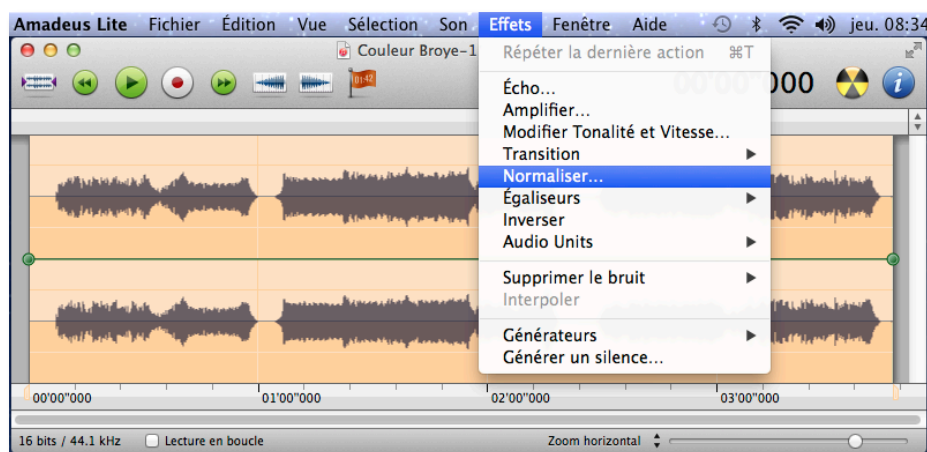 Amadeus Lite Fichier Édition Vue Sélection Son Effets Fenêtre Aide jeu. 08:34
Couleur Broye-1
01:42
000
Répéter la dernière action ⌘T
Écho...
Amplifier...
Modifier Tonalité et Vitesse...
Transition
Normaliser...
Égaliseurs
Inverser
Audio Units
Supprimer le bruit
Interpoler
Générateurs
Générer un silence...
00'00"000 01'00"000 02'00"000 03'00"000
16 bits / 44.1 kHz Lecture en boucle Zoom horizontal